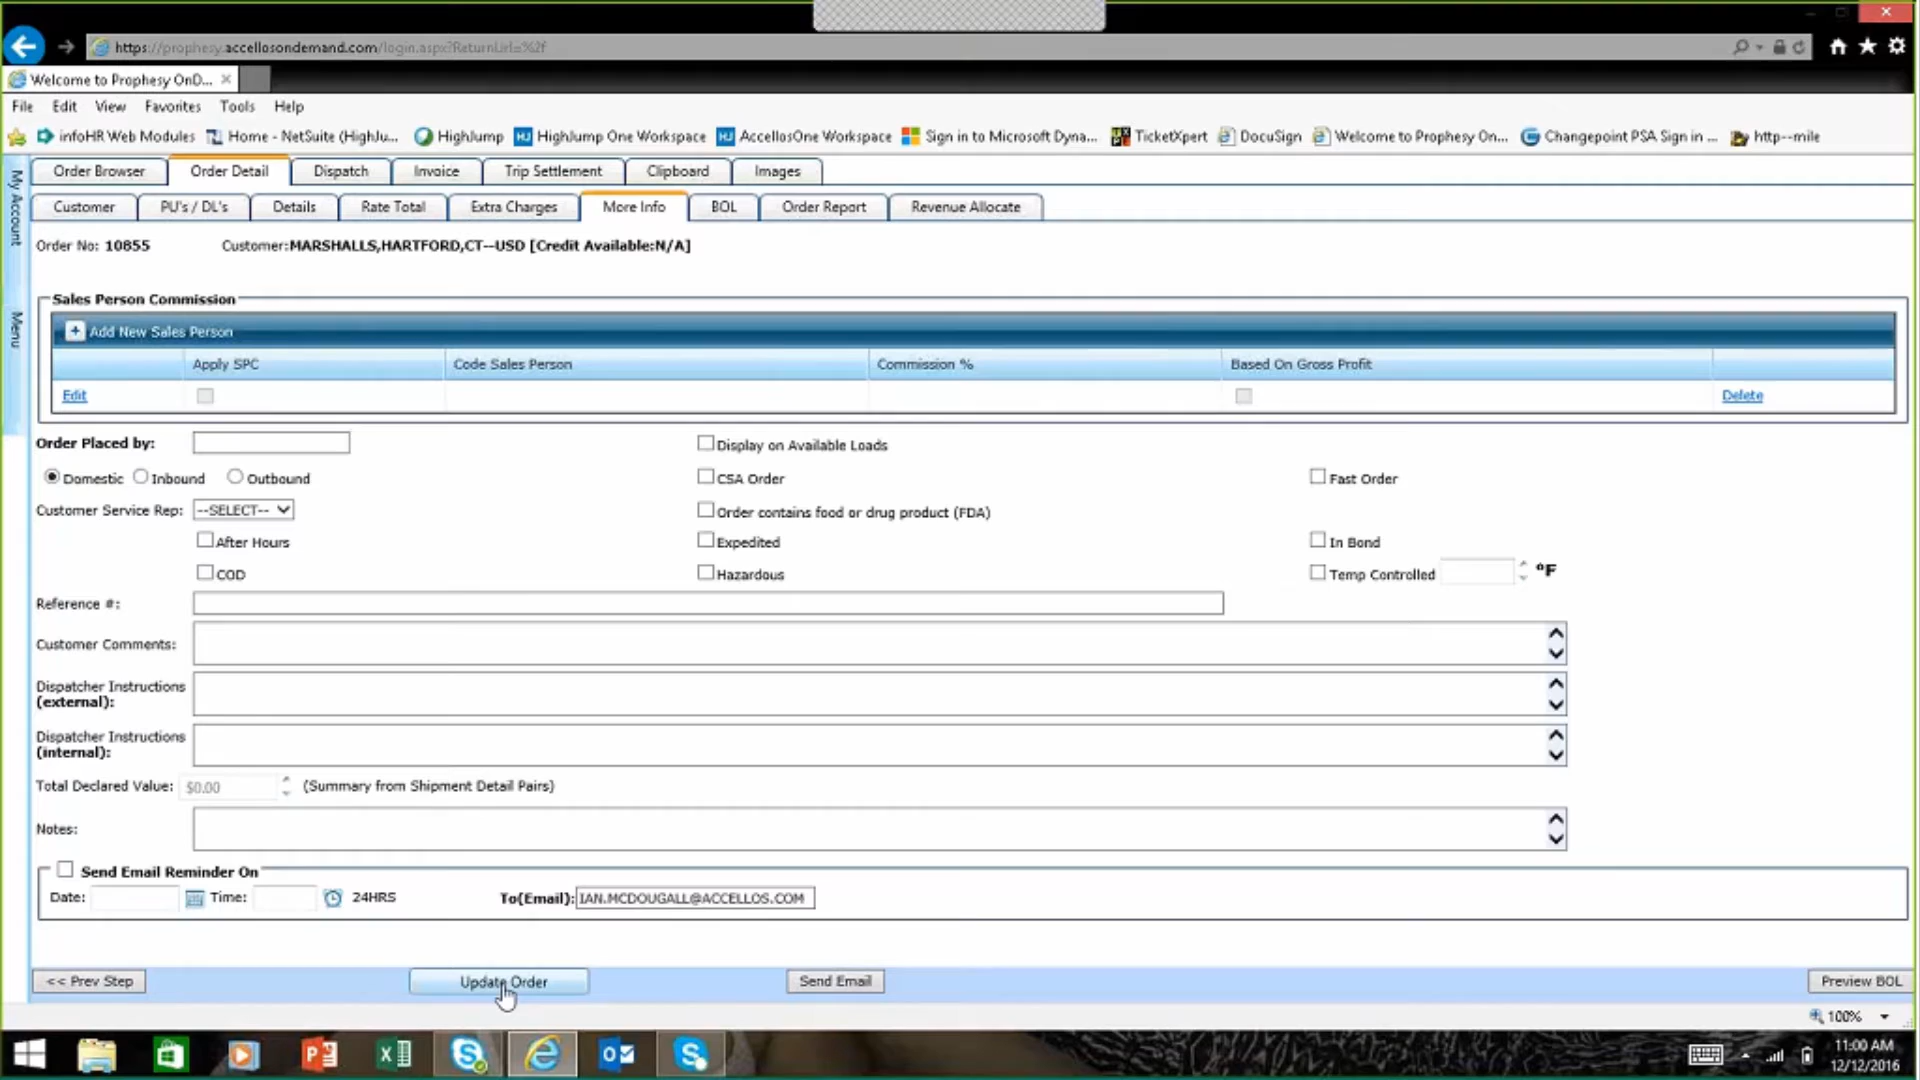 https://prophesy.accellosondemand.com/login.aspx?ReturnUrl=%2f
Welcome to Prophesy OnD...
File Edit View Favorites Tools Help
infoHR Web Modules Home - NetSuite (HighJu... HighJump HighJump One Workspace AccellosOne Workspace Sign in to Microsoft Dyna... TicketXpert DocuSign Welcome to Prophesy On... Changepoint PSA Sign in ... http--mile
My Account
Menu
Order Browser Order Detail Dispatch Invoice Trip Settlement Clipboard Images
Customer PU's / DL's Details Rate Total Extra Charges More Info BOL Order Report Revenue Allocate
Order No: 10855 Customer:MARSHALLS,HARTFORD,CT--USD [Credit Available:N/A]
Sales Person Commission
+ Add New Sales Person
Apply SPC Code Sales Person Commission % Based On Gross Profit
Edit Delete
Order Placed by: Display on Available Loads
Domestic Inbound Outbound CSA Order Fast Order
Customer Service Rep: --SELECT-- Order contains food or drug product (FDA)
After Hours Expedited In Bond
COD Hazardous Temp Controlled °F
Reference #:
Customer Comments:
Dispatcher Instructions
(external):
Dispatcher Instructions
(internal):
Total Declared Value: $0.00 (Summary from Shipment Detail Pairs)
Notes:
Send Email Reminder On
Date: Time: 24HRS To(Email): IAN.MCDOUGALL@ACCELLOS.COM
<< Prev Step Update Order Send Email Preview BOL
100%
11:00 AM
12/12/2016